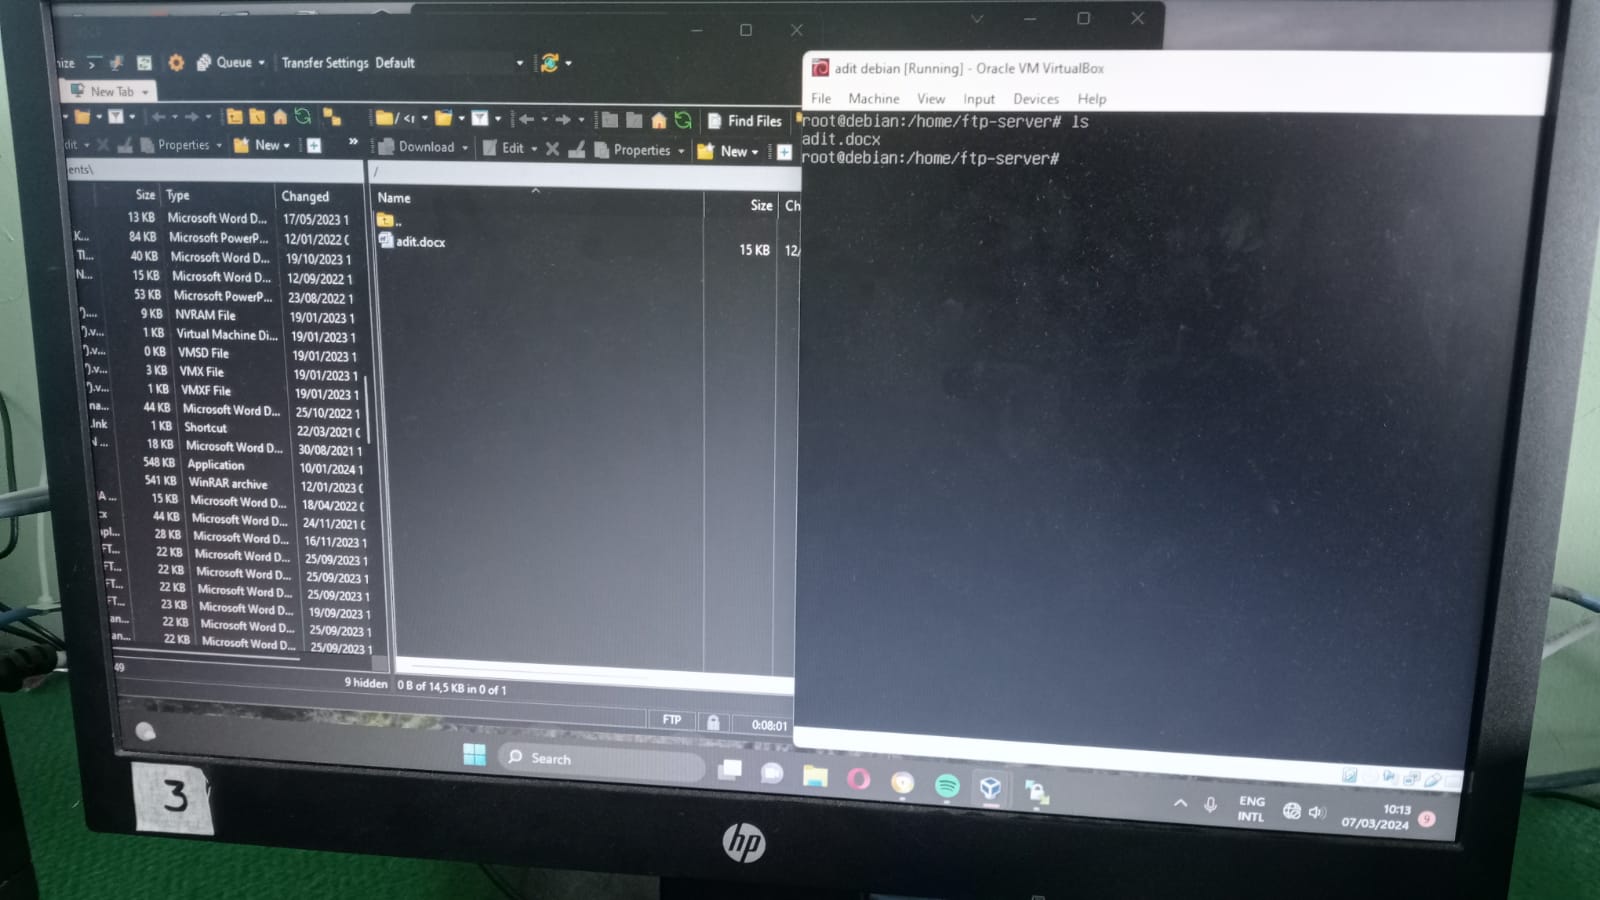 Queue
Transfer Settings Default
New Tab
Properties
New
»
Download
Edit
Properties
New
Find Files
/
Size Type Changed
13 KB Microsoft Word D... 17/05/2023 1
K... 84 KB Microsoft PowerP... 12/01/2022
40 KB Microsoft Word D... 19/10/2023 1
N... 15 KB Microsoft Word D... 12/09/2022 1
53 KB Microsoft PowerP... 23/08/2022 1
9 KB NVRAM File 19/01/2023 1
1 KB Virtual Machine Di... 19/01/2023 1
0 KB VMSD File 19/01/2023 1
3 KB VMX File 19/01/2023 1
1 KB VMXF File 19/01/2023 1
44 KB Microsoft Word D... 25/10/2022 1
1 KB Shortcut 22/03/2021
18 KB Microsoft Word D... 30/08/2021 1
548 KB Application 10/01/2024 1
541 KB WinRAR archive 12/01/2023
15 KB Microsoft Word D... 18/04/2022
44 KB Microsoft Word D... 24/11/2021
28 KB Microsoft Word D... 16/11/2023 1
22 KB Microsoft Word D... 25/09/2023 1
22 KB Microsoft Word D... 25/09/2023 1
22 KB Microsoft Word D... 25/09/2023 1
23 KB Microsoft Word D... 19/09/2023 1
22 KB Microsoft Word D... 25/09/2023 1
22 KB Microsoft Word D... 25/09/2023 1
49
9 hidden
Name Size Ch
..
adit.docx 15 KB 12/
0 B of 14,5 KB in 0 of 1
FTP 0:08:01
adit debian [Running] - Oracle VM VirtualBox
File Machine View Input Devices Help
root@debian:/home/ftp-server# ls
adit.docx
root@debian:/home/ftp-server#
Search
ENG
INTL
10:13
07/03/2024
9
3
hp